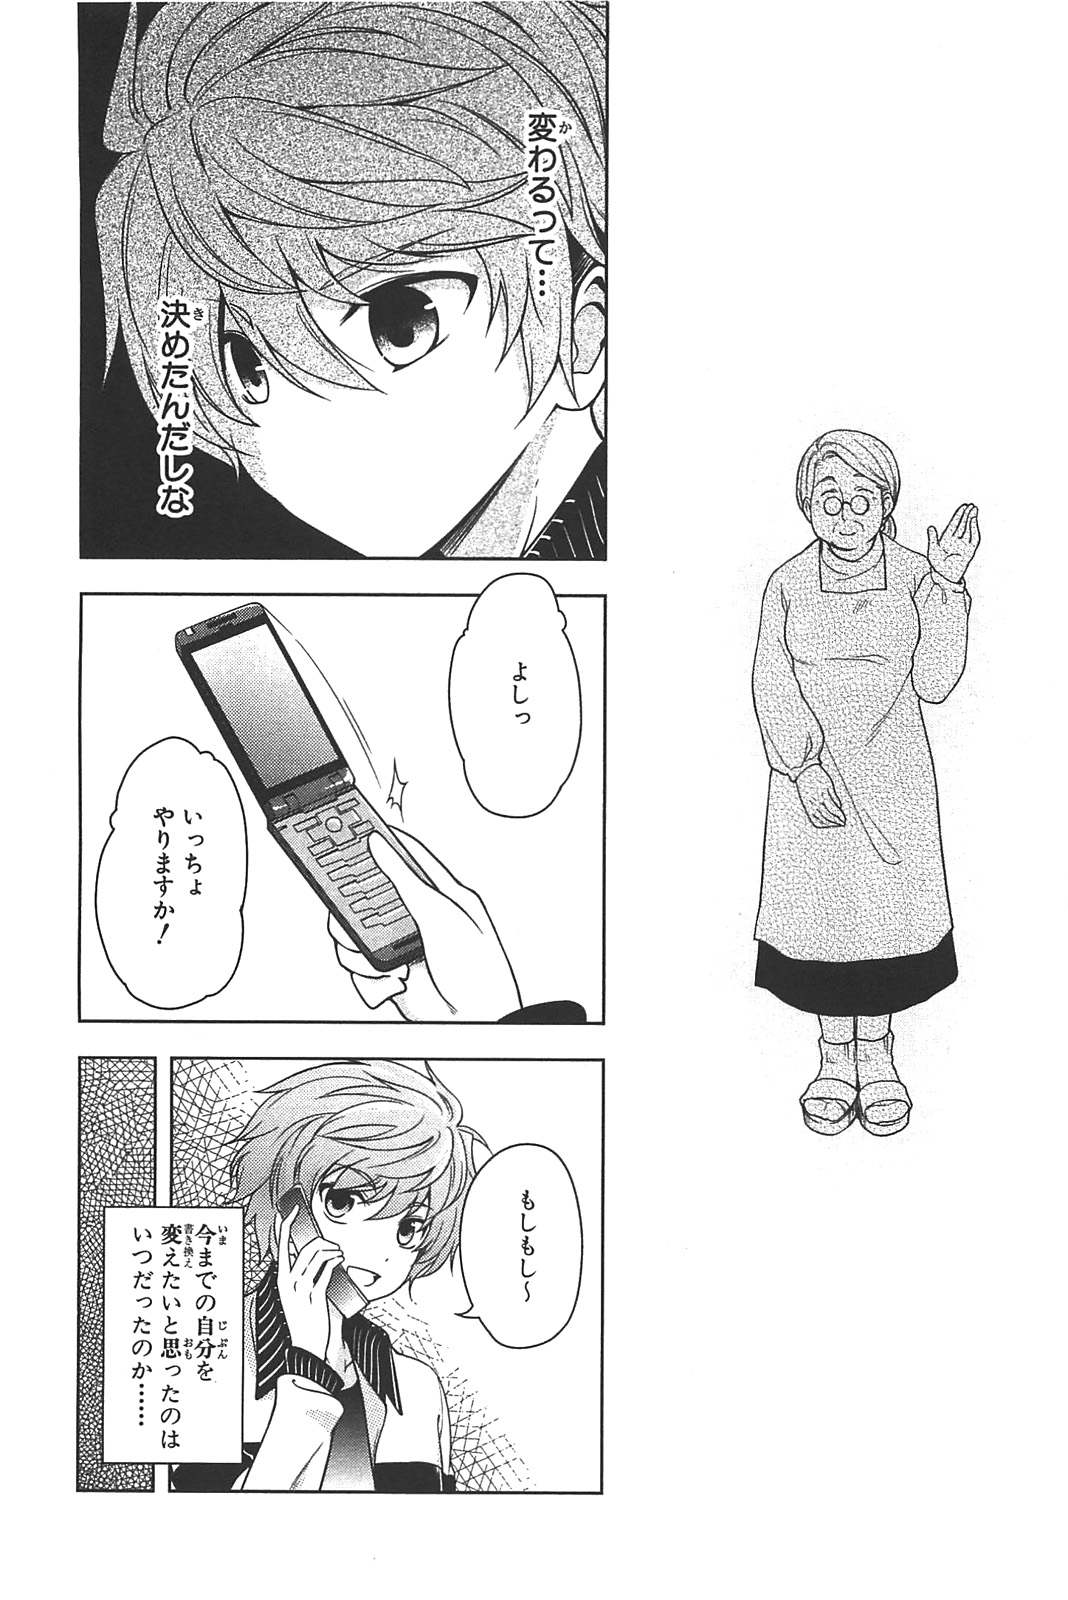 変わるって…
決めたんだしな
よしっ
いっちょ
やりますか！
もしもし〜
今までの自分を
変えたいと思ったのは
いつだったのか……